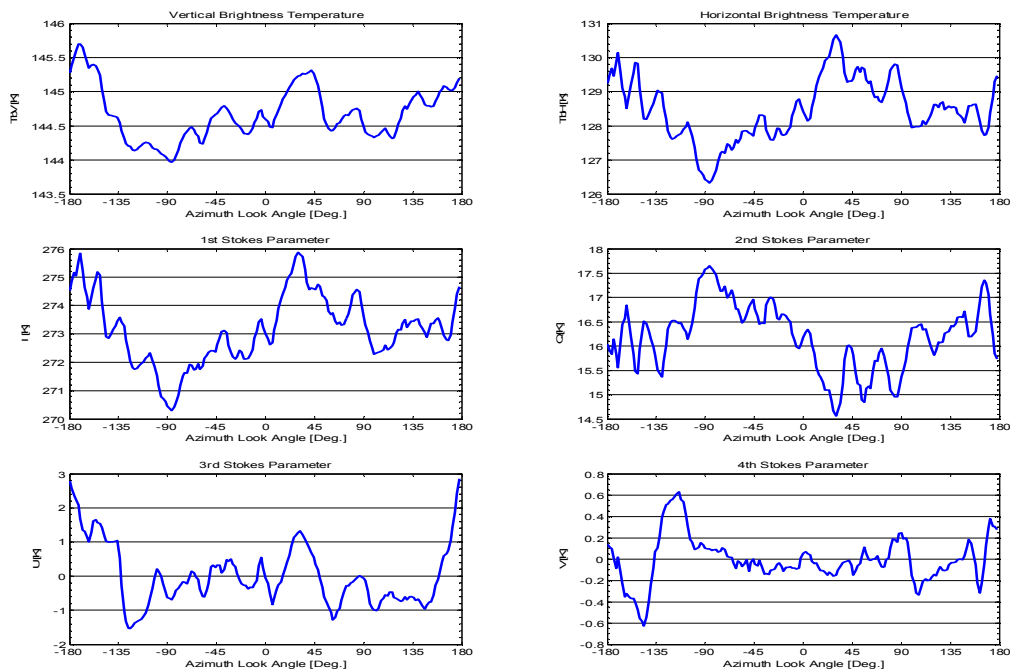 Vertical Brightness Temperature
146
145.5
145
144.5
144
143.5
TbV[K]
-180 -135 -90 -45 0 45 90 135 180
Azimuth Look Angle [Deg.]
Horizontal Brightness Temperature
131
130
129
128
127
126
TbH[K]
-180 -135 -90 -45 0 45 90 135 180
Azimuth Look Angle [Deg.]
1st Stokes Parameter
276
275
274
273
272
271
270
I [K]
-180 -135 -90 -45 0 45 90 135 180
Azimuth Look Angle [Deg.]
2nd Stokes Parameter
18
17.5
17
16.5
16
15.5
15
14.5
Q[K]
-180 -135 -90 -45 0 45 90 135 180
Azimuth Look Angle [Deg.]
3rd Stokes Parameter
3
2
1
0
-1
-2
U[K]
-180 -135 -90 -45 0 45 90 135 180
Azimuth Look Angle [Deg.]
4th Stokes Parameter
0.8
0.6
0.4
0.2
0
-0.2
-0.4
-0.6
-0.8
V[K]
-180 -135 -90 -45 0 45 90 135 180
Azimuth Look Angle [Deg.]